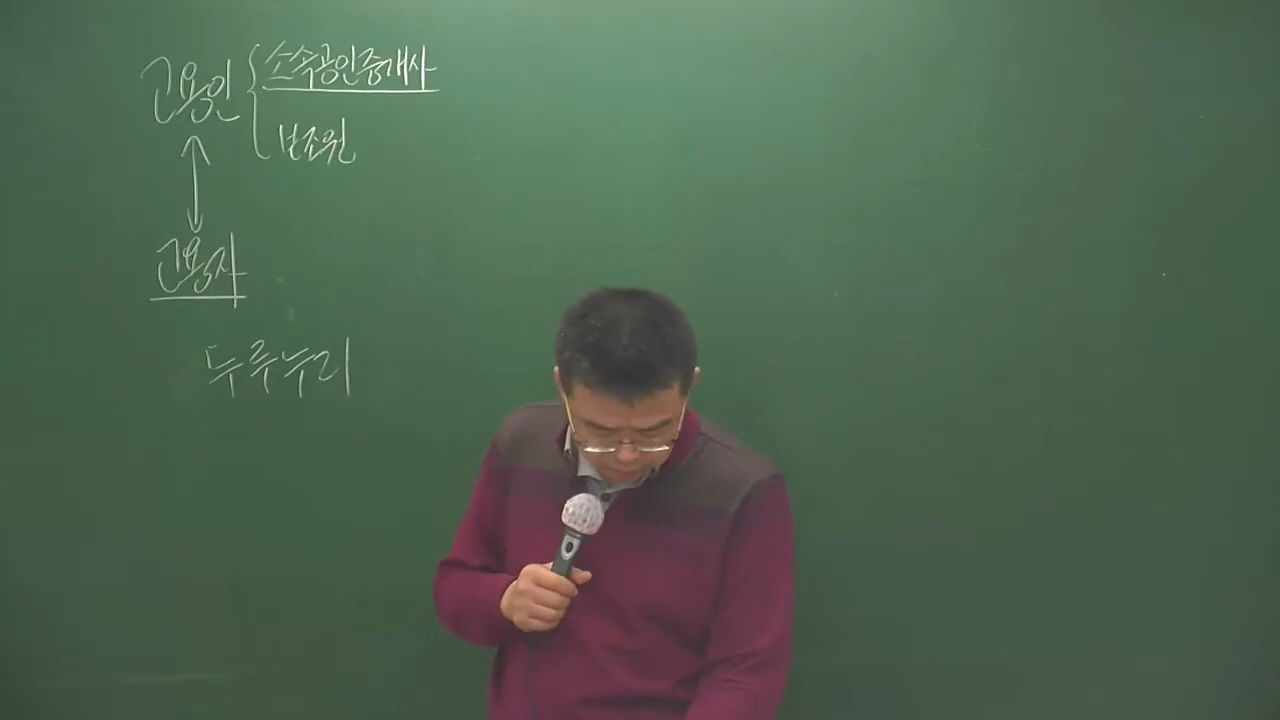 고용인 { 소속공인중개사
보조원
↕
고용자
두루누리